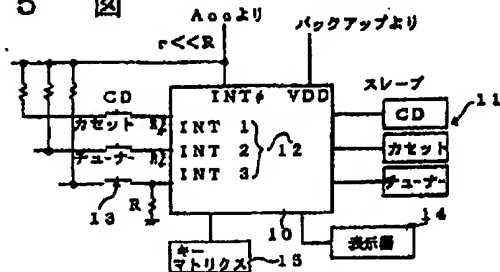 5 図
Accより
バックアップより
r<<R
INTφ VDD
スレーブ
CD
カセット
チューナー
11
CD
カセット
チューナー
R
INT 1
INT 2
INT 3
12
13
10
14
表示器
キー
マトリクス
15